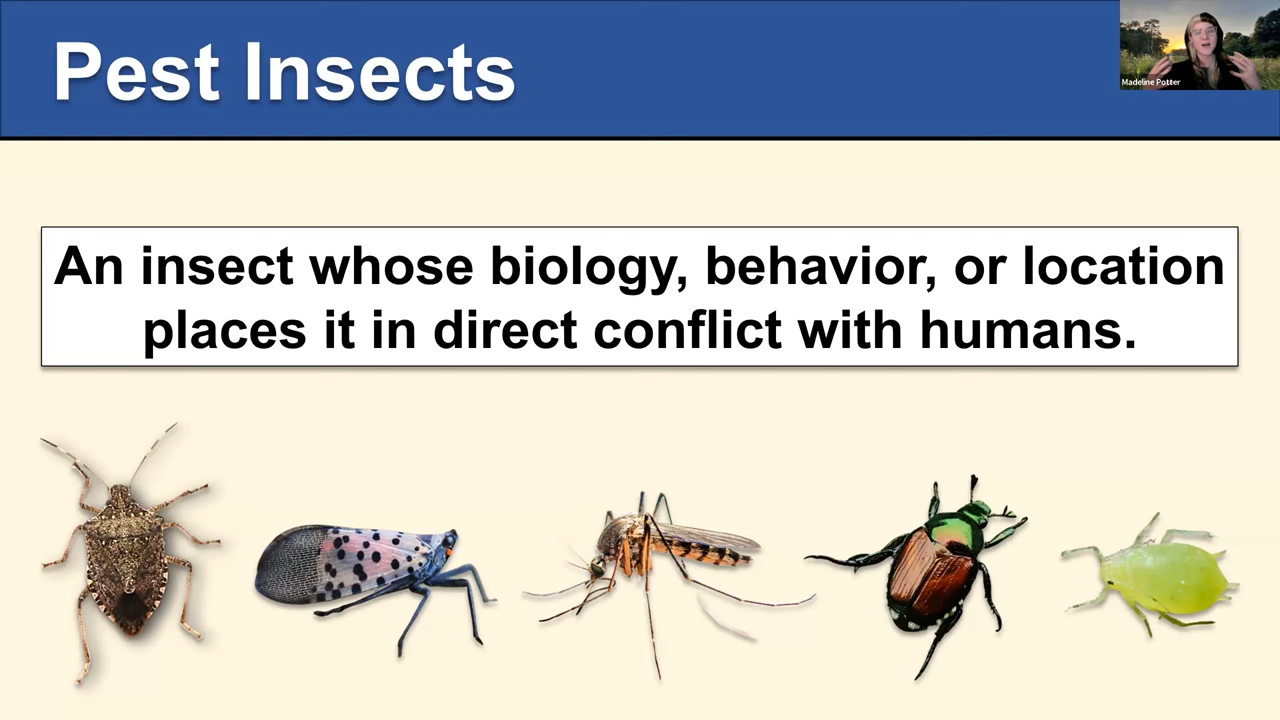 Pest Insects
Madeline Potter
An insect whose biology, behavior, or location
places it in direct conflict with humans.